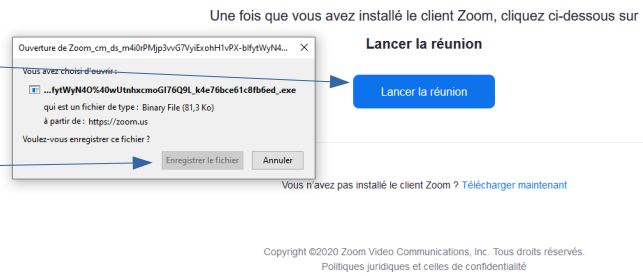 Une fois que vous avez installé le client Zoom, cliquez ci-dessous sur
Lancer la réunion
Lancer la réunion
Ouverture de Zoom_cm_ds_m4i0rPMjp3vvG7VyiExohH1vPX-blfytWyN4...
Vous avez choisi d'ouvrir :
...fytWyN4O%40wUtnhxcmoGI76Q9L_k4e76bce61c8fb6ed_.exe
qui est un fichier de type : Binary File (81,3 Ko)
à partir de : https://zoom.us
Voulez-vous enregistrer ce fichier ?
Enregistrer le fichier
Annuler
Vous n'avez pas installé le client Zoom ? Télécharger maintenant
Copyright ©2020 Zoom Video Communications, Inc. Tous droits réservés.
Politiques juridiques et celles de confidentialité